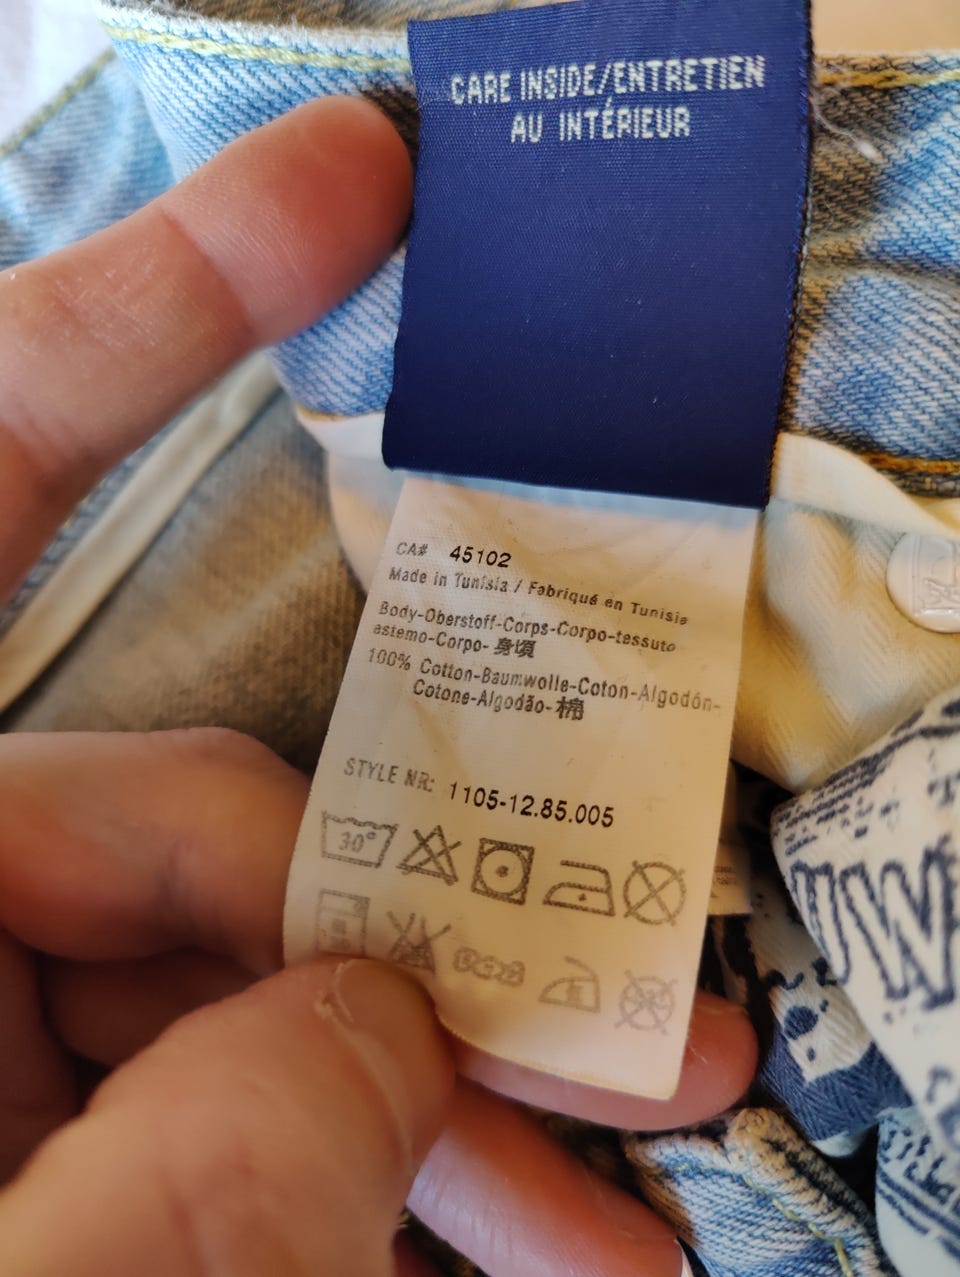 CARE INSIDE/ENTRETIEN
AU INTÉRIEUR
CA# 45102
Made in Tunisia / Fabriqué en Tunisie
Body-Oberstoff-Corps-Corpo-tessuto
astemo-Corpo-身頃
100% Cotton-Baumwolle-Coton-Algodón-
Cotone-Algodão-棉
STYLE NR: 1105-12.85.005
30°
UW